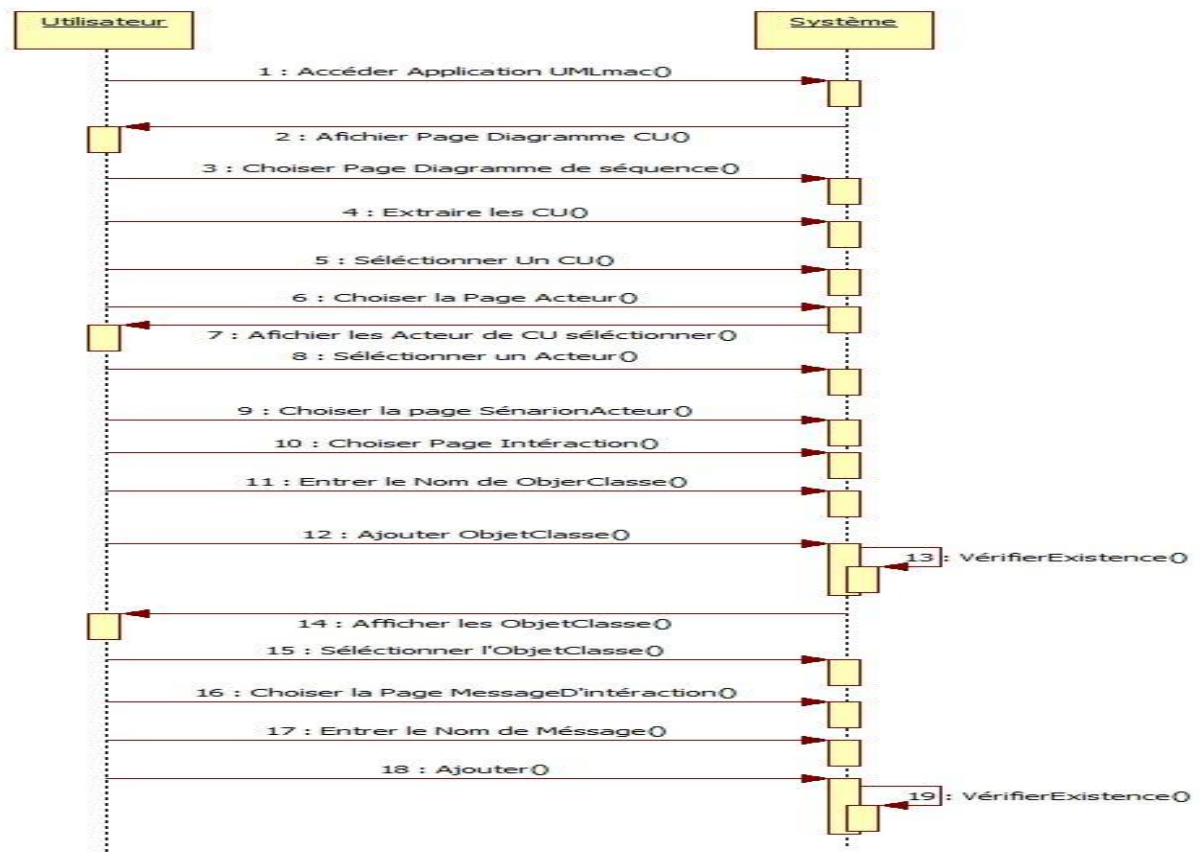 Utilisateur
Système
1 : Accéder Application UMLmac()
2 : Afichier Page Diagramme CU()
3 : Choiser Page Diagramme de séquence()
4 : Extraire les CU()
5 : Séléctionner Un CU()
6 : Choiser la Page Acteur()
7 : Afichier les Acteur de CU séléctionner()
8 : Séléctionner un Acteur()
9 : Choiser la page SénarionActeur()
10 : Choiser Page Intéraction()
11 : Entrer le Nom de ObjerClasse()
12 : Ajouter ObjetClasse()
13 : VérifierExistence()
14 : Afficher les ObjetClasse()
15 : Séléctionner l'ObjetClasse()
16 : Choiser la Page MessageD'intéraction()
17 : Entrer le Nom de Méssage()
18 : Ajouter()
19 : VérifierExistence()